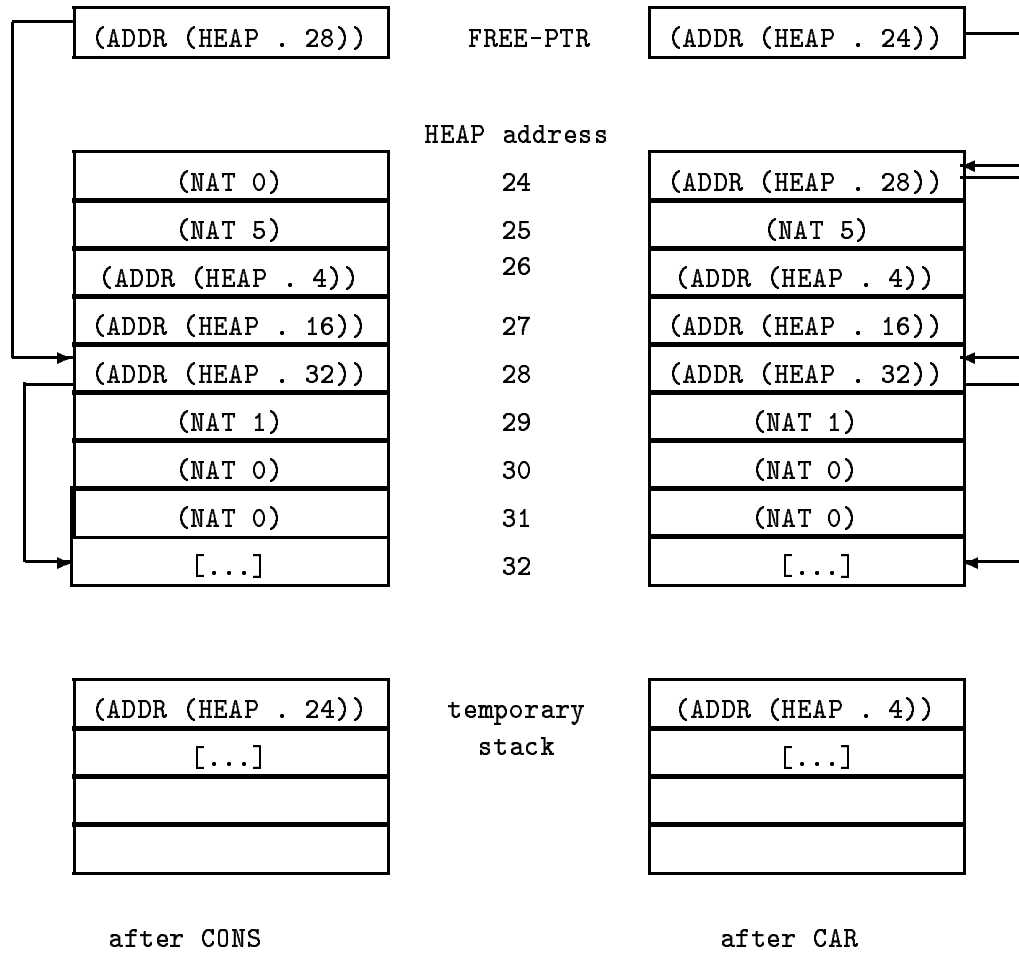 (ADDR (HEAP . 28)) FREE-PTR (ADDR (HEAP . 24))
HEAP address
(NAT 0) 24 (ADDR (HEAP . 28))
(NAT 5) 25 (NAT 5)
(ADDR (HEAP . 4)) 26 (ADDR (HEAP . 4))
(ADDR (HEAP . 16)) 27 (ADDR (HEAP . 16))
(ADDR (HEAP . 32)) 28 (ADDR (HEAP . 32))
(NAT 1) 29 (NAT 1)
(NAT 0) 30 (NAT 0)
(NAT 0) 31 (NAT 0)
[...] 32 [...]
(ADDR (HEAP . 24)) temporary (ADDR (HEAP . 4))
[...] stack [...]
after CONS after CAR